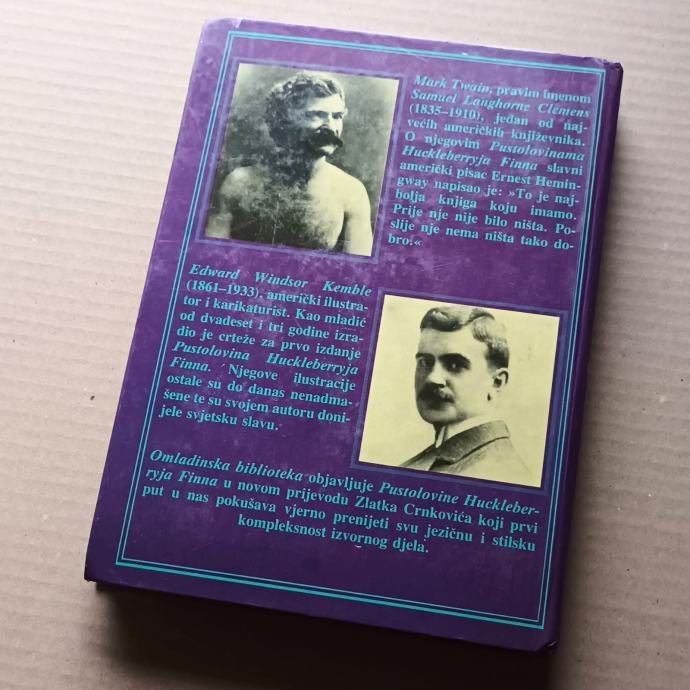 Mark Twain, pravim imenom
Samuel Langhorne Clemens
(1835–1910), jedan od naj-
većih američkih književnika.
O njegovim Pustolovinama
Huckleberryja Finna slavni
američki pisac Ernest Hemin-
gway napisao je: »To je naj-
bolja knjiga koju imamo.
Prije nje nije bilo ništa. Po-
slije nje nema ništa tako do-
bro.«
Edward Windsor Kemble
(1861–1933), američki ilustra-
tor i karikaturist. Kao mladić
od dvadeset i tri godine izra-
dio je crteže za prvo izdanje
Pustolovina Huckleberryja
Finna. Njegove ilustracije
ostale su do danas nenadma-
šene te su svojem autoru doni-
jele svjetsku slavu.
Omladinska biblioteka objavljuje Pustolovine Huckleber-
ryja Finna u novom prijevodu Zlatka Crnkovića koji prvi
put u nas pokušava vjerno prenijeti svu jezičnu i stilsku
kompleksnost izvornog djela.